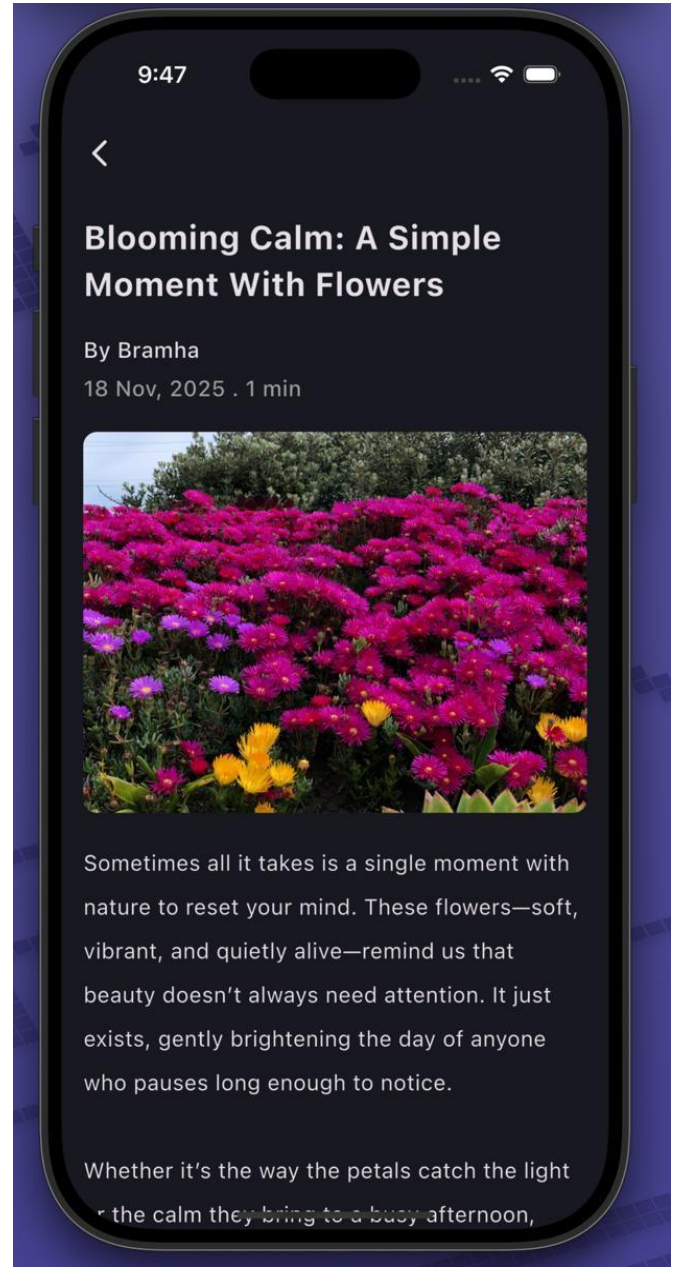 9:47
Blooming Calm: A Simple
Moment With Flowers
By Bramha
18 Nov, 2025 . 1 min
Sometimes all it takes is a single moment with
nature to reset your mind. These flowers—soft,
vibrant, and quietly alive—remind us that
beauty doesn’t always need attention. It just
exists, gently brightening the day of anyone
who pauses long enough to notice.
Whether it’s the way the petals catch the light
or the calm they bring to a busy afternoon,